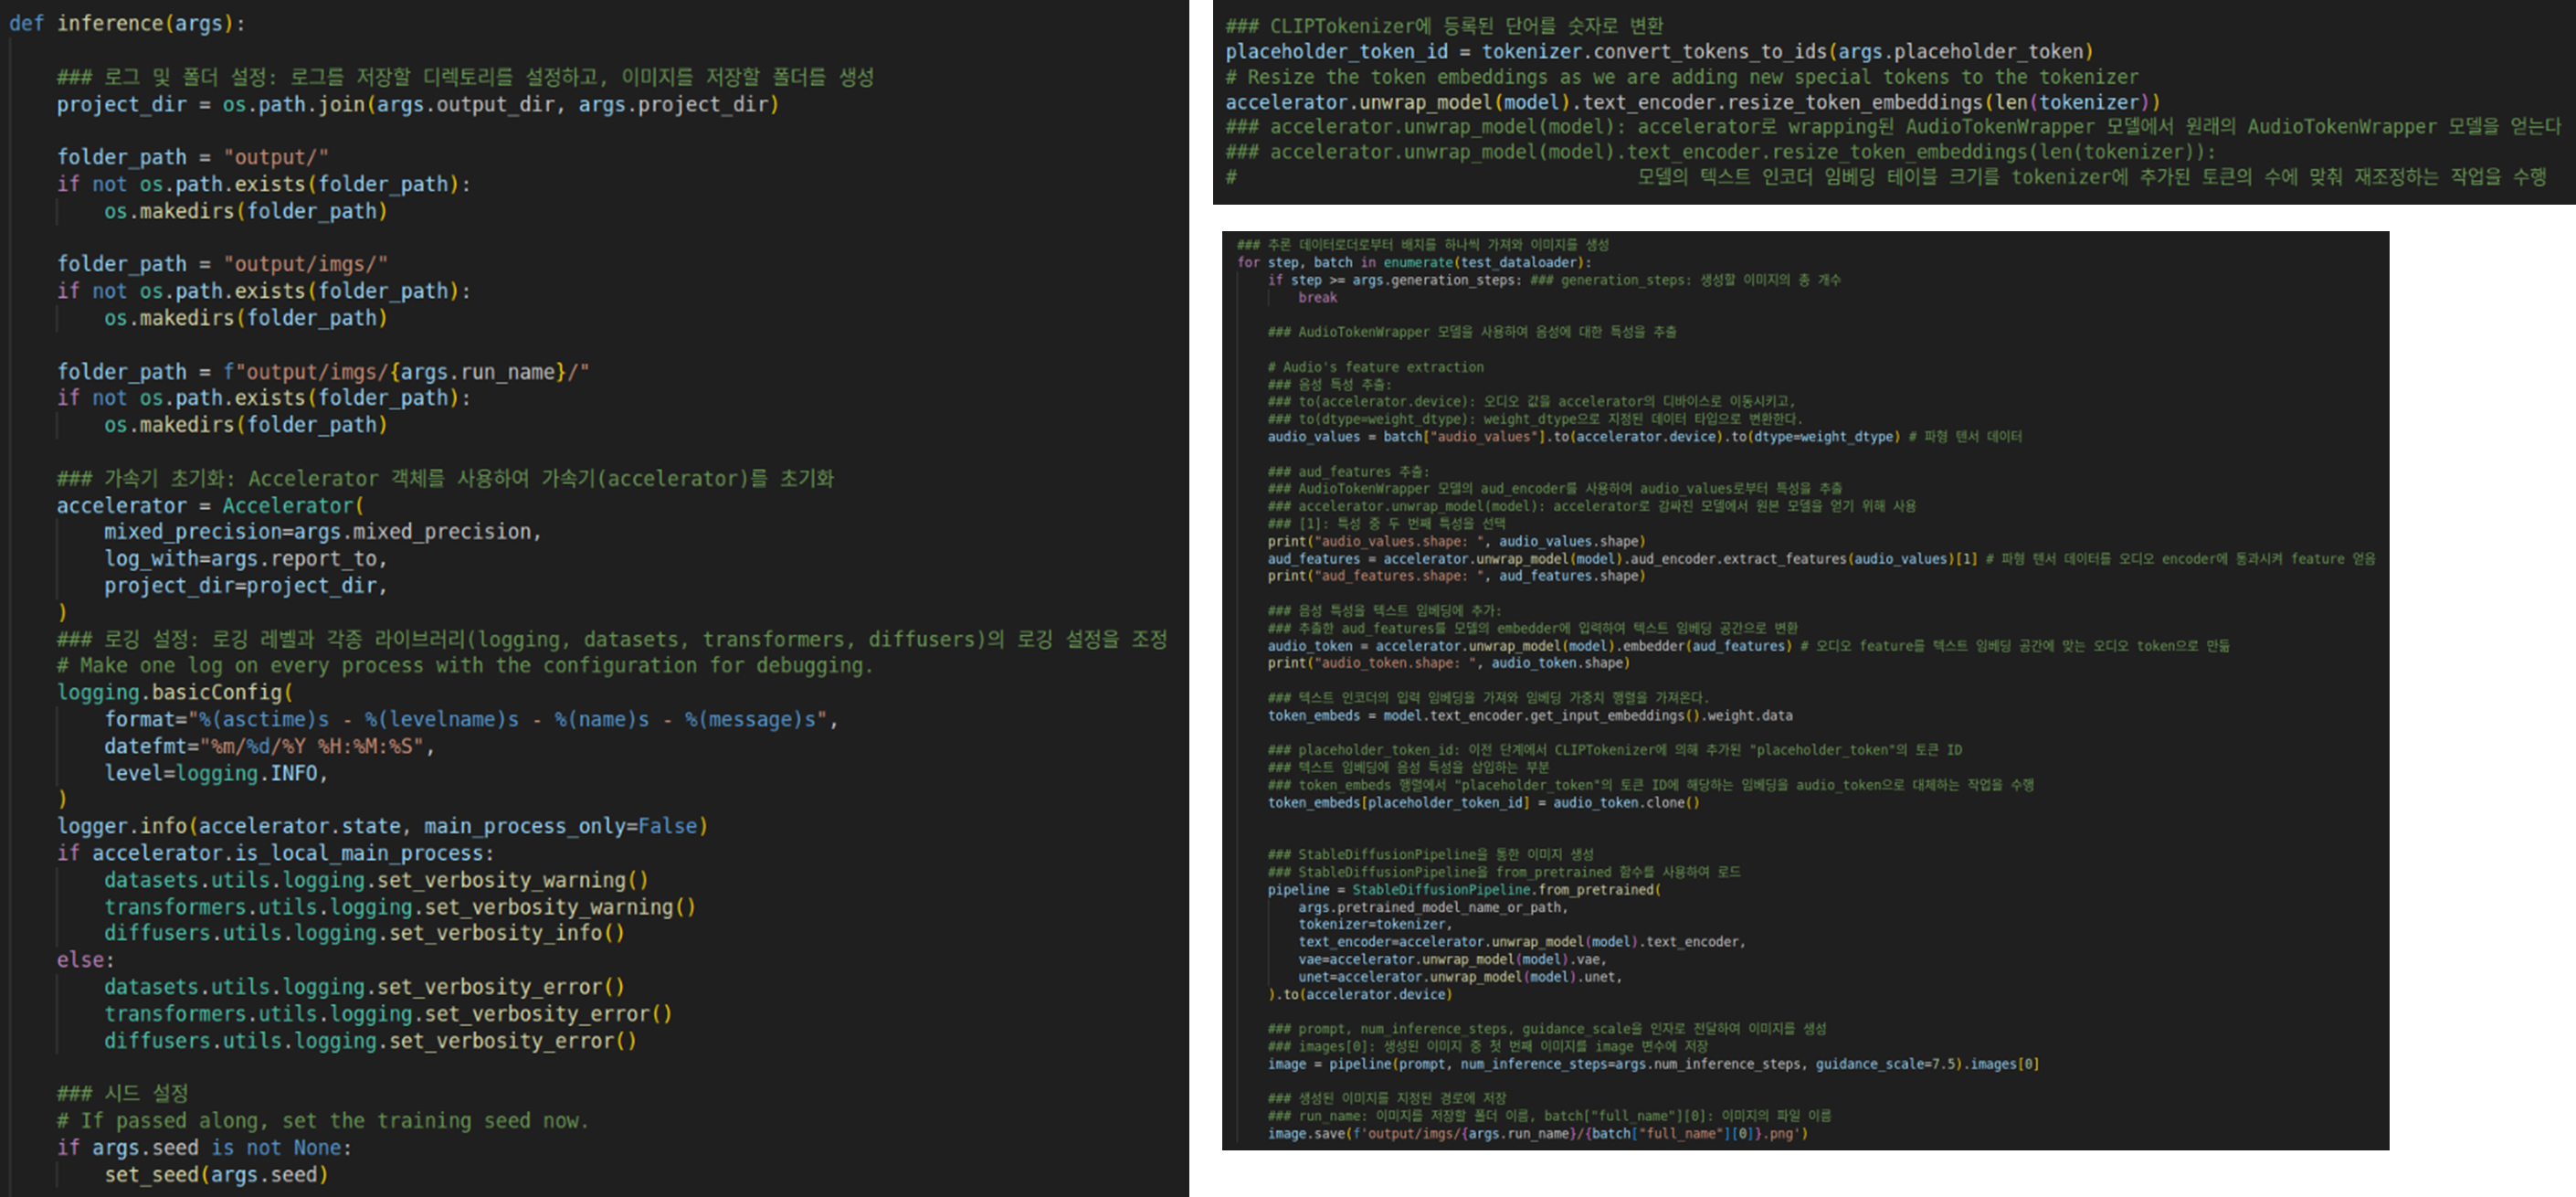 def inference(args):
### 로그 및 폴더 설정: 로그를 저장할 디렉토리를 설정하고, 이미지를 저장할 폴더를 생성
project_dir = os.path.join(args.output_dir, args.project_dir)
folder_path = "output/"
if not os.path.exists(folder_path):
os.makedirs(folder_path)
folder_path = "output/imgs/"
if not os.path.exists(folder_path):
os.makedirs(folder_path)
folder_path = f"output/imgs/{args.run_name}/"
if not os.path.exists(folder_path):
os.makedirs(folder_path)
### 가속기 초기화: Accelerator 객체를 사용하여 가속기(accelerator)를 초기화
accelerator = Accelerator(
mixed_precision=args.mixed_precision,
log_with=args.report_to,
project_dir=project_dir,
)
### 로깅 설정: 로깅 레벨과 각종 라이브러리(logging, datasets, transformers, diffusers)의 로깅 설정을 조정
# Make one log on every process with the configuration for debugging.
logging.basicConfig(
format="%(asctime)s - %(levelname)s - %(name)s - %(message)s",
datefmt="%m/%d/%Y %H:%M:%S",
level=logging.INFO,
)
logger.info(accelerator.state, main_process_only=False)
if accelerator.is_local_main_process:
datasets.utils.logging.set_verbosity_warning()
transformers.utils.logging.set_verbosity_warning()
diffusers.utils.logging.set_verbosity_info()
else:
datasets.utils.logging.set_verbosity_error()
transformers.utils.logging.set_verbosity_error()
diffusers.utils.logging.set_verbosity_error()
### 시드 설정
# If passed along, set the training seed now.
if args.seed is not None:
set_seed(args.seed)
### CLIPTokenizer에 등록된 단어를 숫자로 변환
placeholder_token_id = tokenizer.convert_tokens_to_ids(args.placeholder_token)
# Resize the token embeddings as we are adding new special tokens to the tokenizer
accelerator.unwrap_model(model).text_encoder.resize_token_embeddings(len(tokenizer))
### accelerator.unwrap_model(model): accelerator로 wrapping된 AudioTokenWrapper 모델에서 원래의 AudioTokenWrapper 모델을 얻는다
### accelerator.unwrap_model(model).text_encoder.resize_token_embeddings(len(tokenizer)):
# 모델의 텍스트 인코더 임베딩 테이블 크기를 tokenizer에 추가된 토큰의 수에 맞춰 재조정하는 작업을 수행
### 추론 데이터로더로부터 배치를 하나씩 가져와 이미지를 생성
for step, batch in enumerate(test_dataloader):
if step >= args.generation_steps: ### generation_steps: 생성할 이미지의 총 개수
break
### AudioTokenWrapper 모델을 사용하여 음성에 대한 특성을 추출
# Audio's feature extraction
### 음성 특성 추출:
### to(accelerator.device): 오디오 값을 accelerator의 디바이스로 이동시키고,
### to(dtype=weight_dtype): weight_dtype으로 지정된 데이터 타입으로 변환한다.
audio_values = batch["audio_values"].to(accelerator.device).to(dtype=weight_dtype) # 파형 텐서 데이터
### aud_features 추출:
### AudioTokenWrapper 모델의 aud_encoder를 사용하여 audio_values로부터 특성을 추출
### accelerator.unwrap_model(model): accelerator로 감싸진 모델에서 원본 모델을 얻기 위해 사용
### [1]: 특성 중 두 번째 특성을 선택
print("audio_values.shape: ", audio_values.shape)
aud_features = accelerator.unwrap_model(model).aud_encoder.extract_features(audio_values)[1] # 파형 텐서 데이터를 오디오 encoder에 통과시켜 feature 얻음
print("aud_features.shape: ", aud_features.shape)
### 음성 특성을 텍스트 임베딩에 추가:
### 추출한 aud_features를 모델의 embedder에 입력하여 텍스트 임베딩 공간으로 변환
audio_token = accelerator.unwrap_model(model).embedder(aud_features) # 오디오 feature를 텍스트 임베딩 공간에 맞는 오디오 token으로 만듦
print("audio_token.shape: ", audio_token.shape)
### 텍스트 인코더의 입력 임베딩을 가져와 임베딩 가중치 행렬을 가져온다.
token_embeds = model.text_encoder.get_input_embeddings().weight.data
### placeholder_token_id: 이전 단계에서 CLIPTokenizer에 의해 추가된 "placeholder_token"의 토큰 ID
### 텍스트 임베딩에 음성 특성을 삽입하는 부분
### token_embeds 행렬에서 "placeholder_token"의 토큰 ID에 해당하는 임베딩을 audio_token으로 대체하는 작업을 수행
token_embeds[placeholder_token_id] = audio_token.clone()
### StableDiffusionPipeline을 통한 이미지 생성
### StableDiffusionPipeline을 from_pretrained 함수를 사용하여 로드
pipeline = StableDiffusionPipeline.from_pretrained(
args.pretrained_model_name_or_path,
tokenizer=tokenizer,
text_encoder=accelerator.unwrap_model(model).text_encoder,
vae=accelerator.unwrap_model(model).vae,
unet=accelerator.unwrap_model(model).unet,
).to(accelerator.device)
### prompt, num_inference_steps, guidance_scale을 인자로 전달하여 이미지를 생성
### images[0]: 생성된 이미지 중 첫 번째 이미지를 image 변수에 저장
image = pipeline(prompt, num_inference_steps=args.num_inference_steps, guidance_scale=7.5).images[0]
### 생성된 이미지를 지정된 경로에 저장
### run_name: 이미지를 저장할 폴더 이름, batch["full_name"][0]: 이미지의 파일 이름
image.save(f'output/imgs/{args.run_name}/{batch["full_name"][0]}.png')